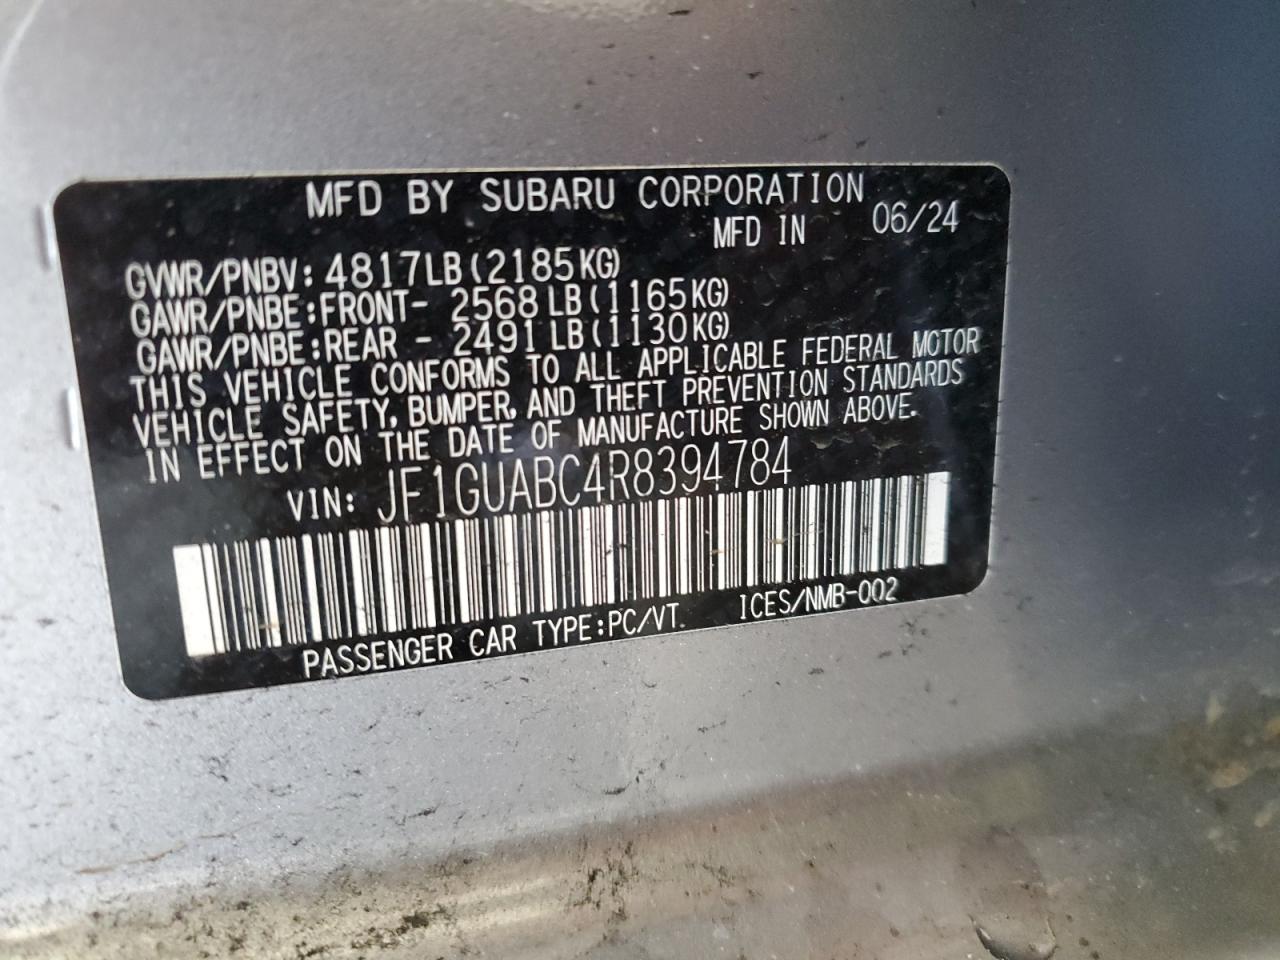 MFD BY SUBARU CORPORATION
MFD IN 06/24
GVWR/PNBV: 4817LB(2185KG)
GAWR/PNBE:FRONT- 2568LB(1165KG)
GAWR/PNBE:REAR - 2491LB(1130KG)
THIS VEHICLE CONFORMS TO ALL APPLICABLE FEDERAL MOTOR
VEHICLE SAFETY, BUMPER, AND THEFT PREVENTION STANDARDS
IN EFFECT ON THE DATE OF MANUFACTURE SHOWN ABOVE.
VIN: JF1GUABC4R8394784
PASSENGER CAR TYPE:PC/VT. ICES/NMB-002